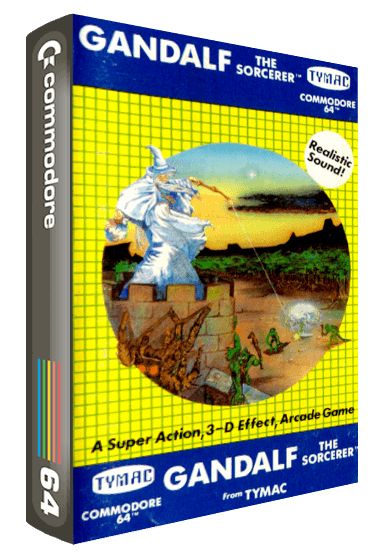 GANDALF THE SORCERER™
TYMAC
COMMODORE 64™
Realistic Sound!
A Super Action, 3-D Effect, Arcade Game
TYMAC
COMMODORE 64™
GANDALF THE SORCERER™
From TYMAC
commodore
64